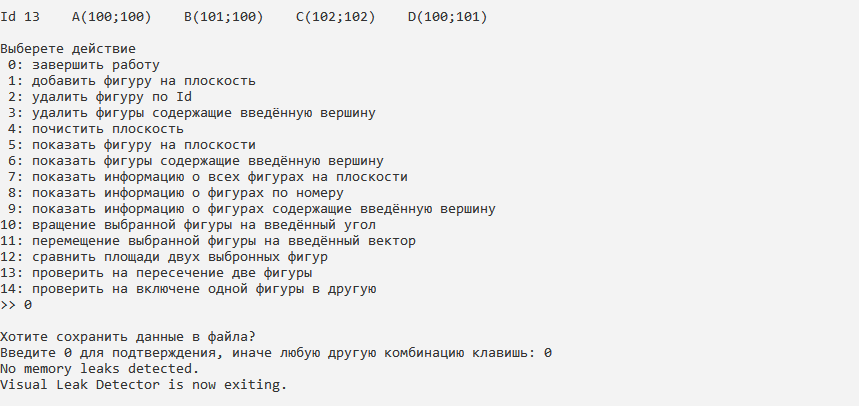 Id 13    A(100;100)    B(101;100)    C(102;102)    D(100;101)
Выберете действие
0: завершить работу
1: добавить фигуру на плоскость
2: удалить фигуру по Id
3: удалить фигуры содержащие введённую вершину
4: почистить плоскость
5: показать фигуру на плоскости
6: показать фигуры содержащие введённую вершину
7: показать информацию о всех фигурах на плоскости
8: показать информацию о фигурах по номеру
9: показать информацию о фигурах содержащие введённую вершину
10: вращение выбранной фигуры на введённый угол
11: перемещение выбранной фигуры на введённый вектор
12: сравнить площади двух выбронных фигур
13: проверить на пересечение две фигуры
14: проверить на включене одной фигуры в другую
>> 0
Хотите сохранить данные в файла?
Введите 0 для подтверждения, иначе любую другую комбинацию клавишь: 0
No memory leaks detected.
Visual Leak Detector is now exiting.